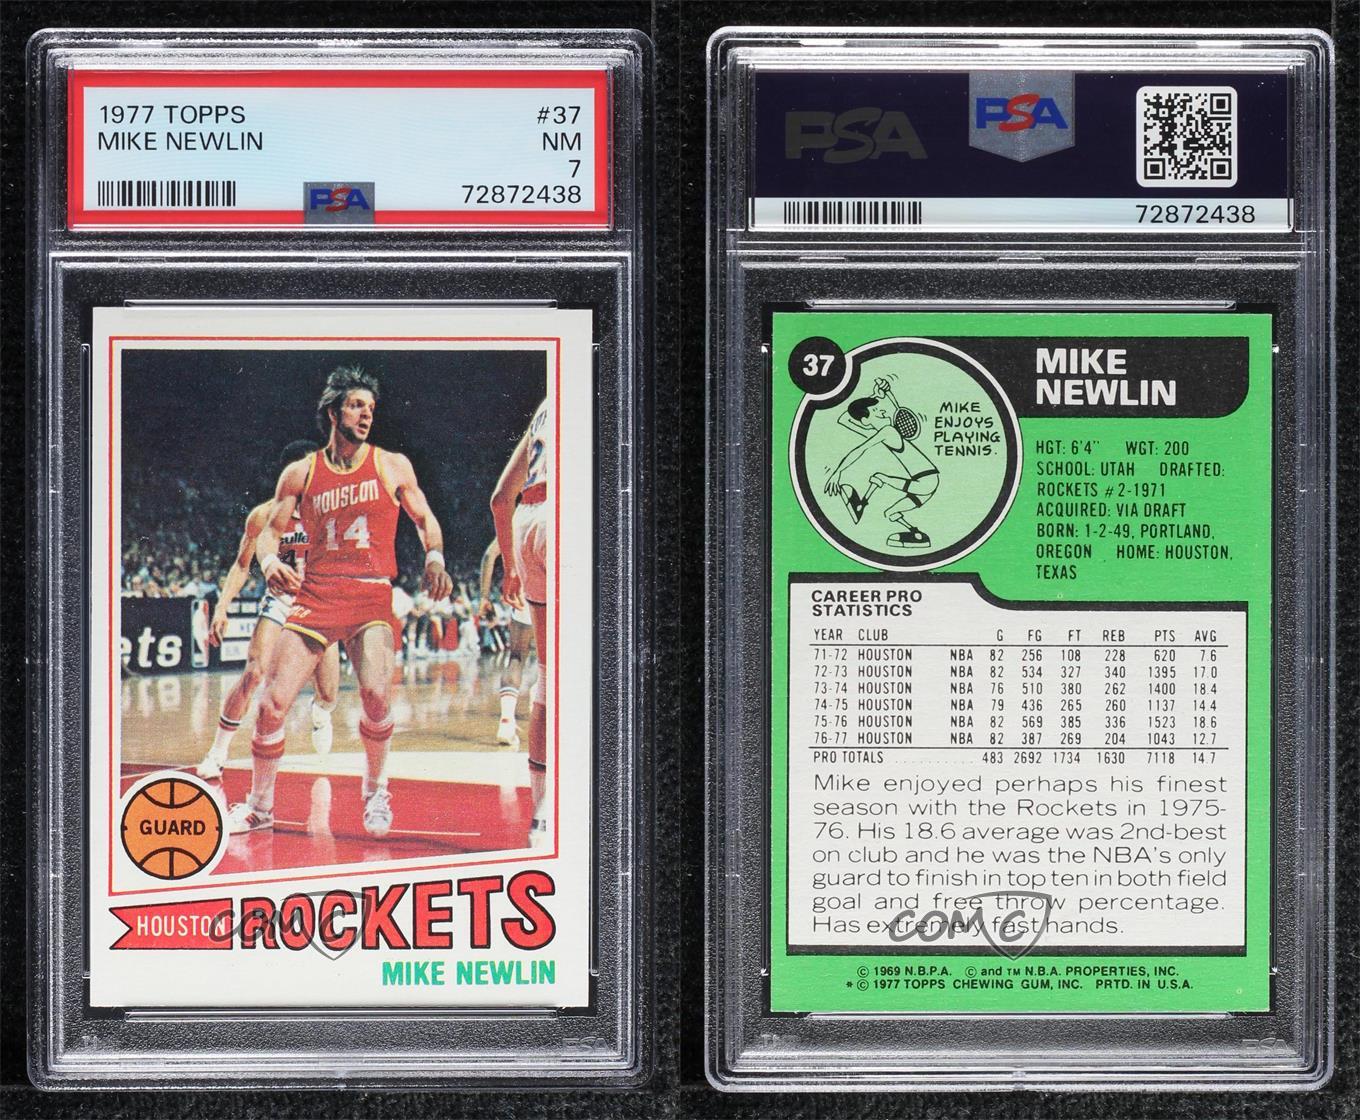 1977 TOPPS #37
MIKE NEWLIN NM
7
PSA 72872438
HOUSTON
14
ets
GUARD
HOUSTON ROCKETS
COMC
MIKE NEWLIN
PSA
PSA PSA
72872438
37
MIKE
NEWLIN
MIKE
ENJOYS
PLAYING
TENNIS.
HGT: 6'4" WGT: 200
SCHOOL: UTAH DRAFTED:
ROCKETS #2-1971
ACQUIRED: VIA DRAFT
BORN: 1-2-49, PORTLAND,
OREGON HOME: HOUSTON,
TEXAS
CAREER PRO
STATISTICS
YEAR CLUB G FG FT REB PTS AVG
71-72 HOUSTON NBA 82 256 108 228 620 7.6
72-73 HOUSTON NBA 82 534 327 340 1395 17.0
73-74 HOUSTON NBA 76 510 380 262 1400 18.4
74-75 HOUSTON NBA 79 436 265 260 1137 14.4
75-76 HOUSTON NBA 82 569 385 336 1523 18.6
76-77 HOUSTON NBA 82 387 269 204 1043 12.7
PRO TOTALS 483 2692 1734 1630 7118 14.7
Mike enjoyed perhaps his finest
season with the Rockets in 1975-
76. His 18.6 average was 2nd-best
on club and he was the NBA's only
guard to finish in top ten in both field
goal and free throw percentage.
Has extremely fast hands.
COMC
© 1969 N.B.P.A. © and TM N.B.A. PROPERTIES, INC.
* © 1977 TOPPS CHEWING GUM, INC. PRTD. IN U.S.A.
PSA